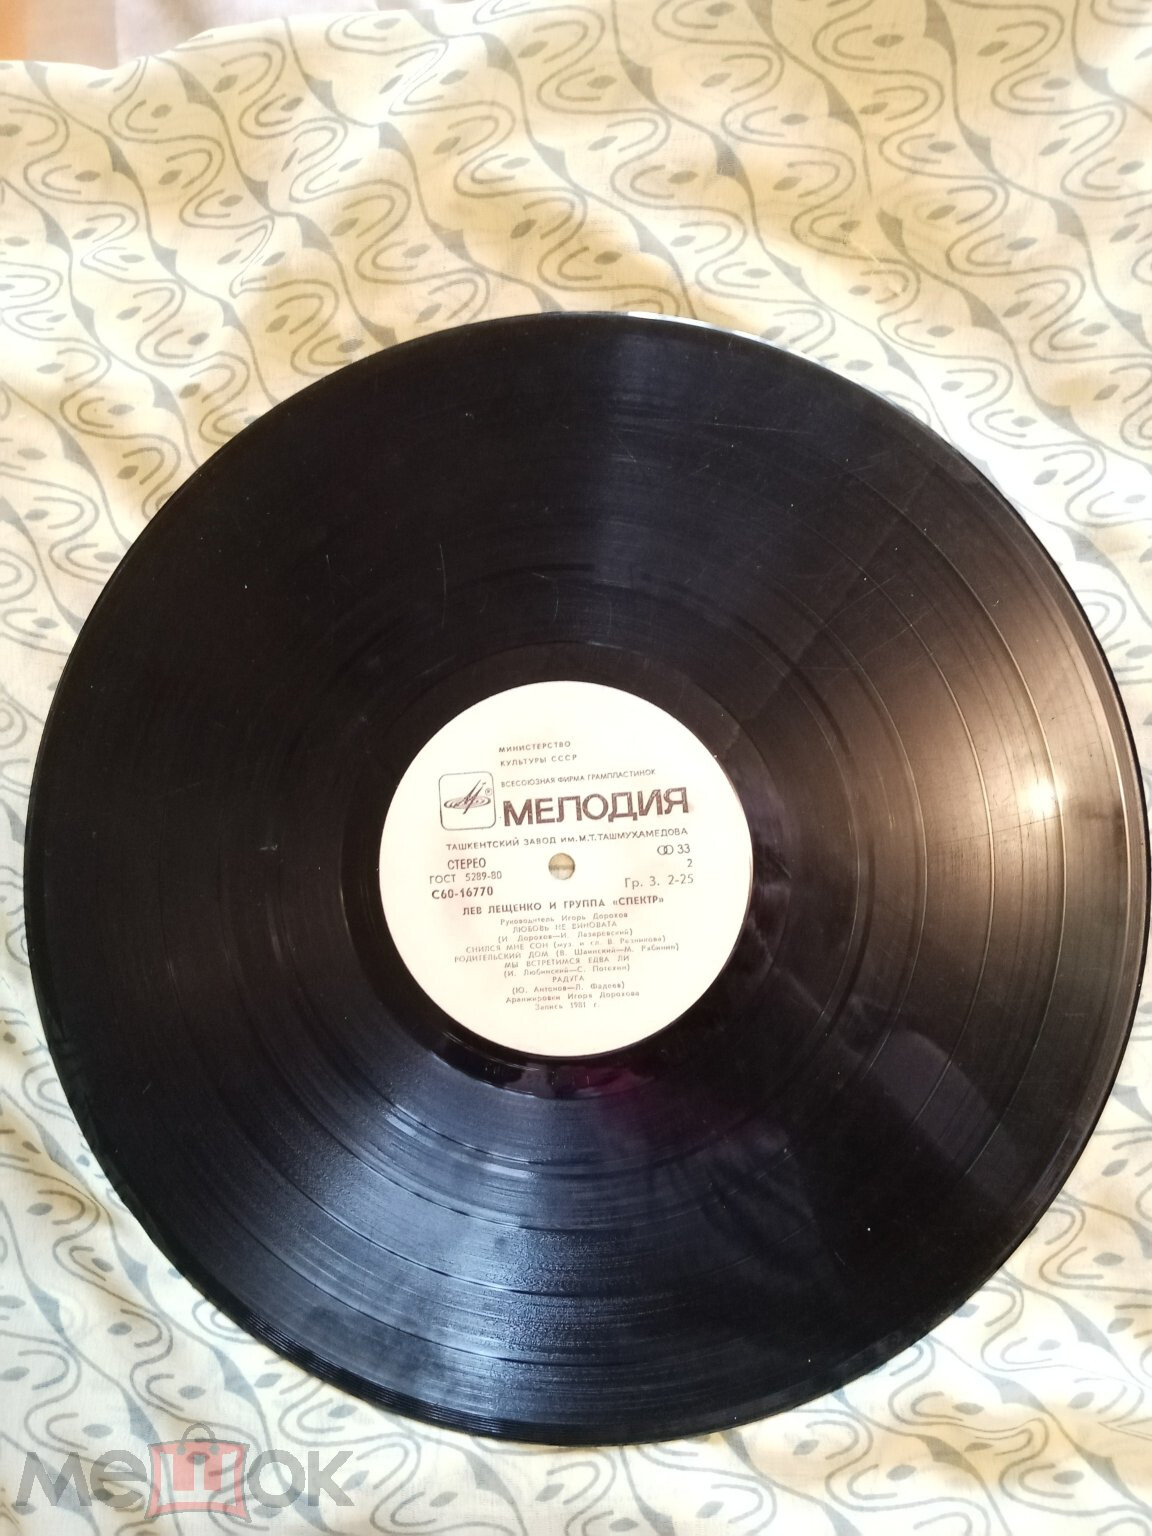 МИНИСТЕРСТВО
КУЛЬТУРЫ СССР
ВСЕСОЮЗНАЯ ФИРМА ГРАМПЛАСТИНОК
®
МЕЛОДИЯ
ТАШКЕНТСКИЙ ЗАВОД ИМ. М.Т. ТАШМУХАМЕДОВА
СТЕРЕО 33
ГОСТ 5289-80 2
С60-16770 Гр. 3. 2-25
ЛЕВ ЛЕЩЕНКО И ГРУППА «СПЕКТР»
Руководитель Игорь Дорохов
ЛЮБОВЬ НЕ ВИНОВАТА
(И. Дорохов—И. Лазаревский)
СНИЛСЯ МНЕ СОН (муз. и сл. В. Резникова)
РОДИТЕЛЬСКИЙ ДОМ (В. Шаинский—М. Рябинин)
МЫ ВСТРЕТИМСЯ ЕДВА ЛИ
(И. Любинский—С.
РАДУГА
(Ю. Антонов—Л. Фадеев)
Аранжировки Игоря Дорохова
Запись 1981 г.
мешок